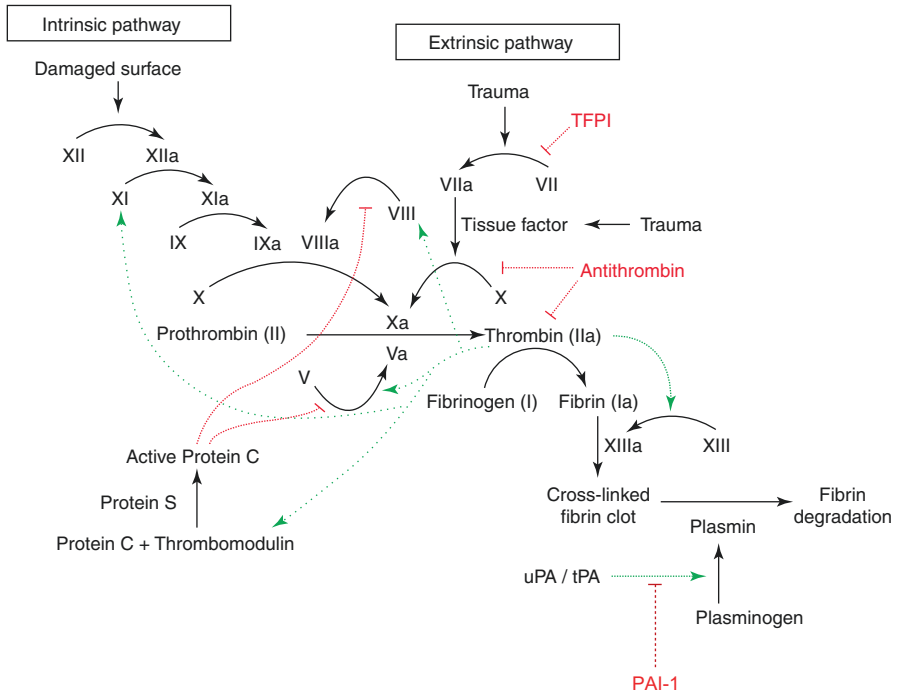 Intrinsic pathway
Extrinsic pathway
Damaged surface
Trauma
TFPI
XII
XIIa
VIIa
VII
XI
XIa
VIII
Tissue factor
Trauma
IX
IXa
VIIIa
Antithrombin
X
X
Xa
Prothrombin (II)
Thrombin (IIa)
Va
V
Fibrinogen (I)
Fibrin (Ia)
XIIIa
XIII
Active Protein C
Protein S
Cross-linked
fibrin clot
Fibrin
degradation
Plasmin
Protein C + Thrombomodulin
uPA / tPA
Plasminogen
PAI-1